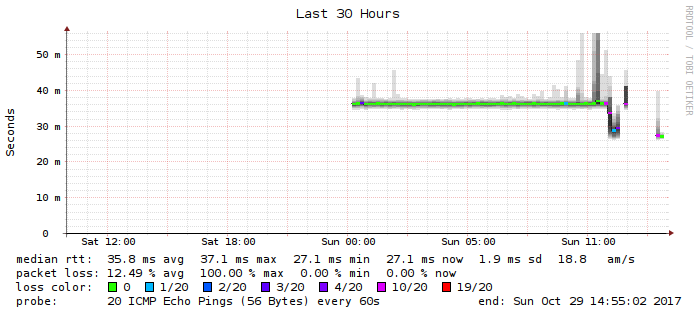 Last 30 Hours
RRDTOOL / TOBI OETIKER
Seconds
50 m
40 m
30 m
20 m
10 m
0
Sat 12:00 Sat 18:00 Sun 00:00 Sun 05:00 Sun 11:00
median rtt: 35.8 ms avg 37.1 ms max 27.1 ms min 27.1 ms now 1.9 ms sd 18.8 am/s
packet loss: 12.49 % avg 100.00 % max 0.00 % min 0.00 % now
loss color: 0 1/20 2/20 3/20 4/20 10/20 19/20
probe: 20 ICMP Echo Pings (56 Bytes) every 60s end: Sun Oct 29 14:55:02 2017